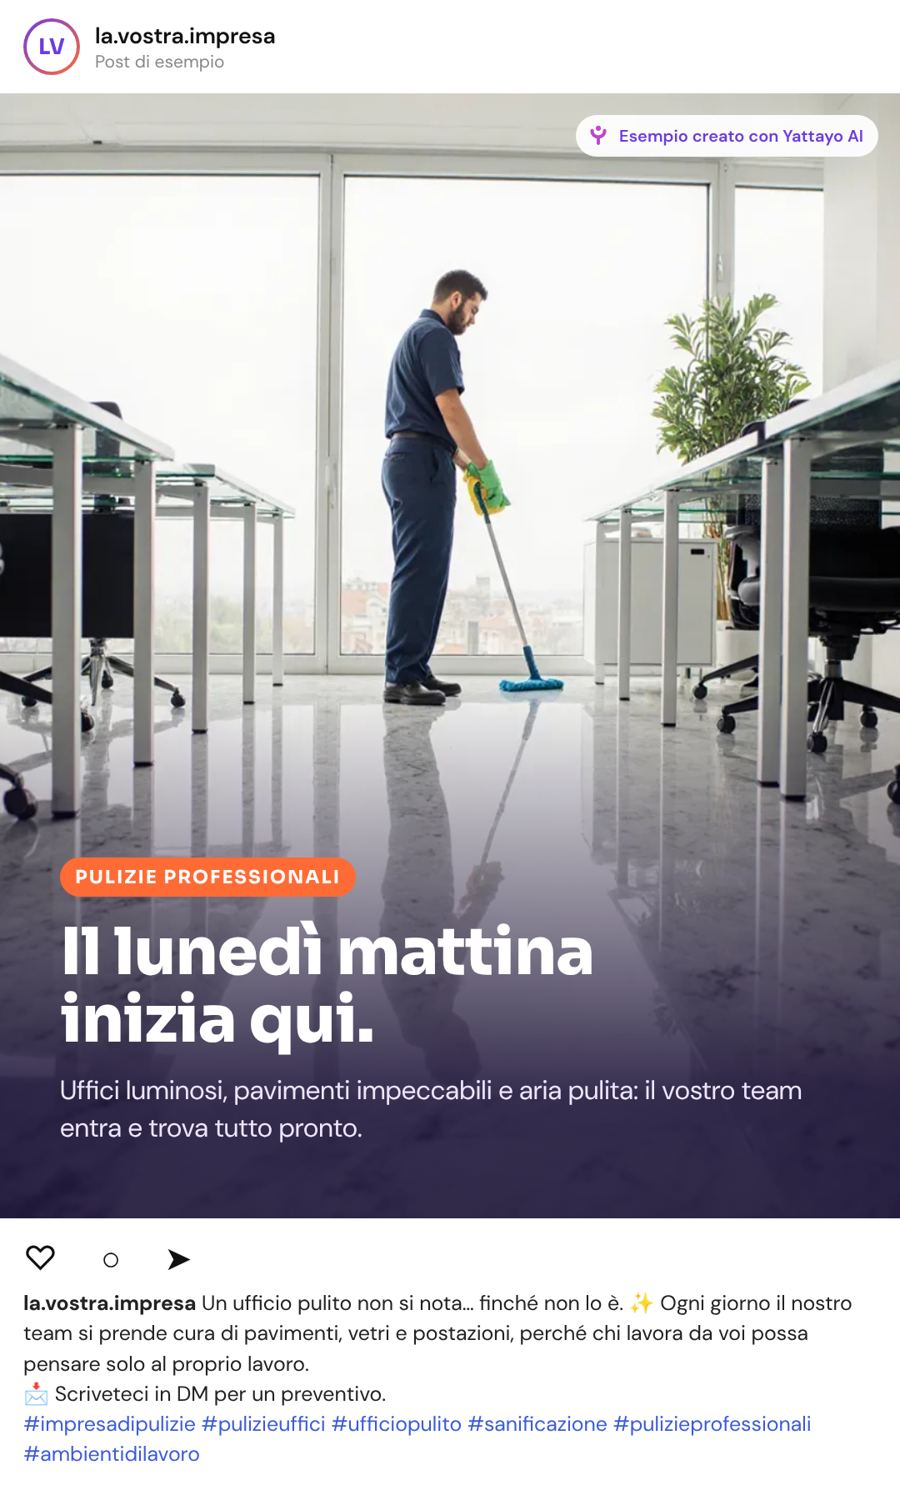 LV
la.vostra.impresa
Post di esempio
Esempio creato con Yattayo AI
PULIZIE PROFESSIONALI
Il lunedì mattina
inizia qui.
Uffici luminosi, pavimenti impeccabili e aria pulita: il vostro team
entra e trova tutto pronto.
la.vostra.impresa Un ufficio pulito non si nota... finché non lo è. ✨ Ogni giorno il nostro
team si prende cura di pavimenti, vetri e postazioni, perché chi lavora da voi possa
pensare solo al proprio lavoro.
📩 Scriveteci in DM per un preventivo.
#impresadipulizie #pulizieuffici #ufficiopulito #sanificazione #pulizieprofessionali
#ambientidilavoro